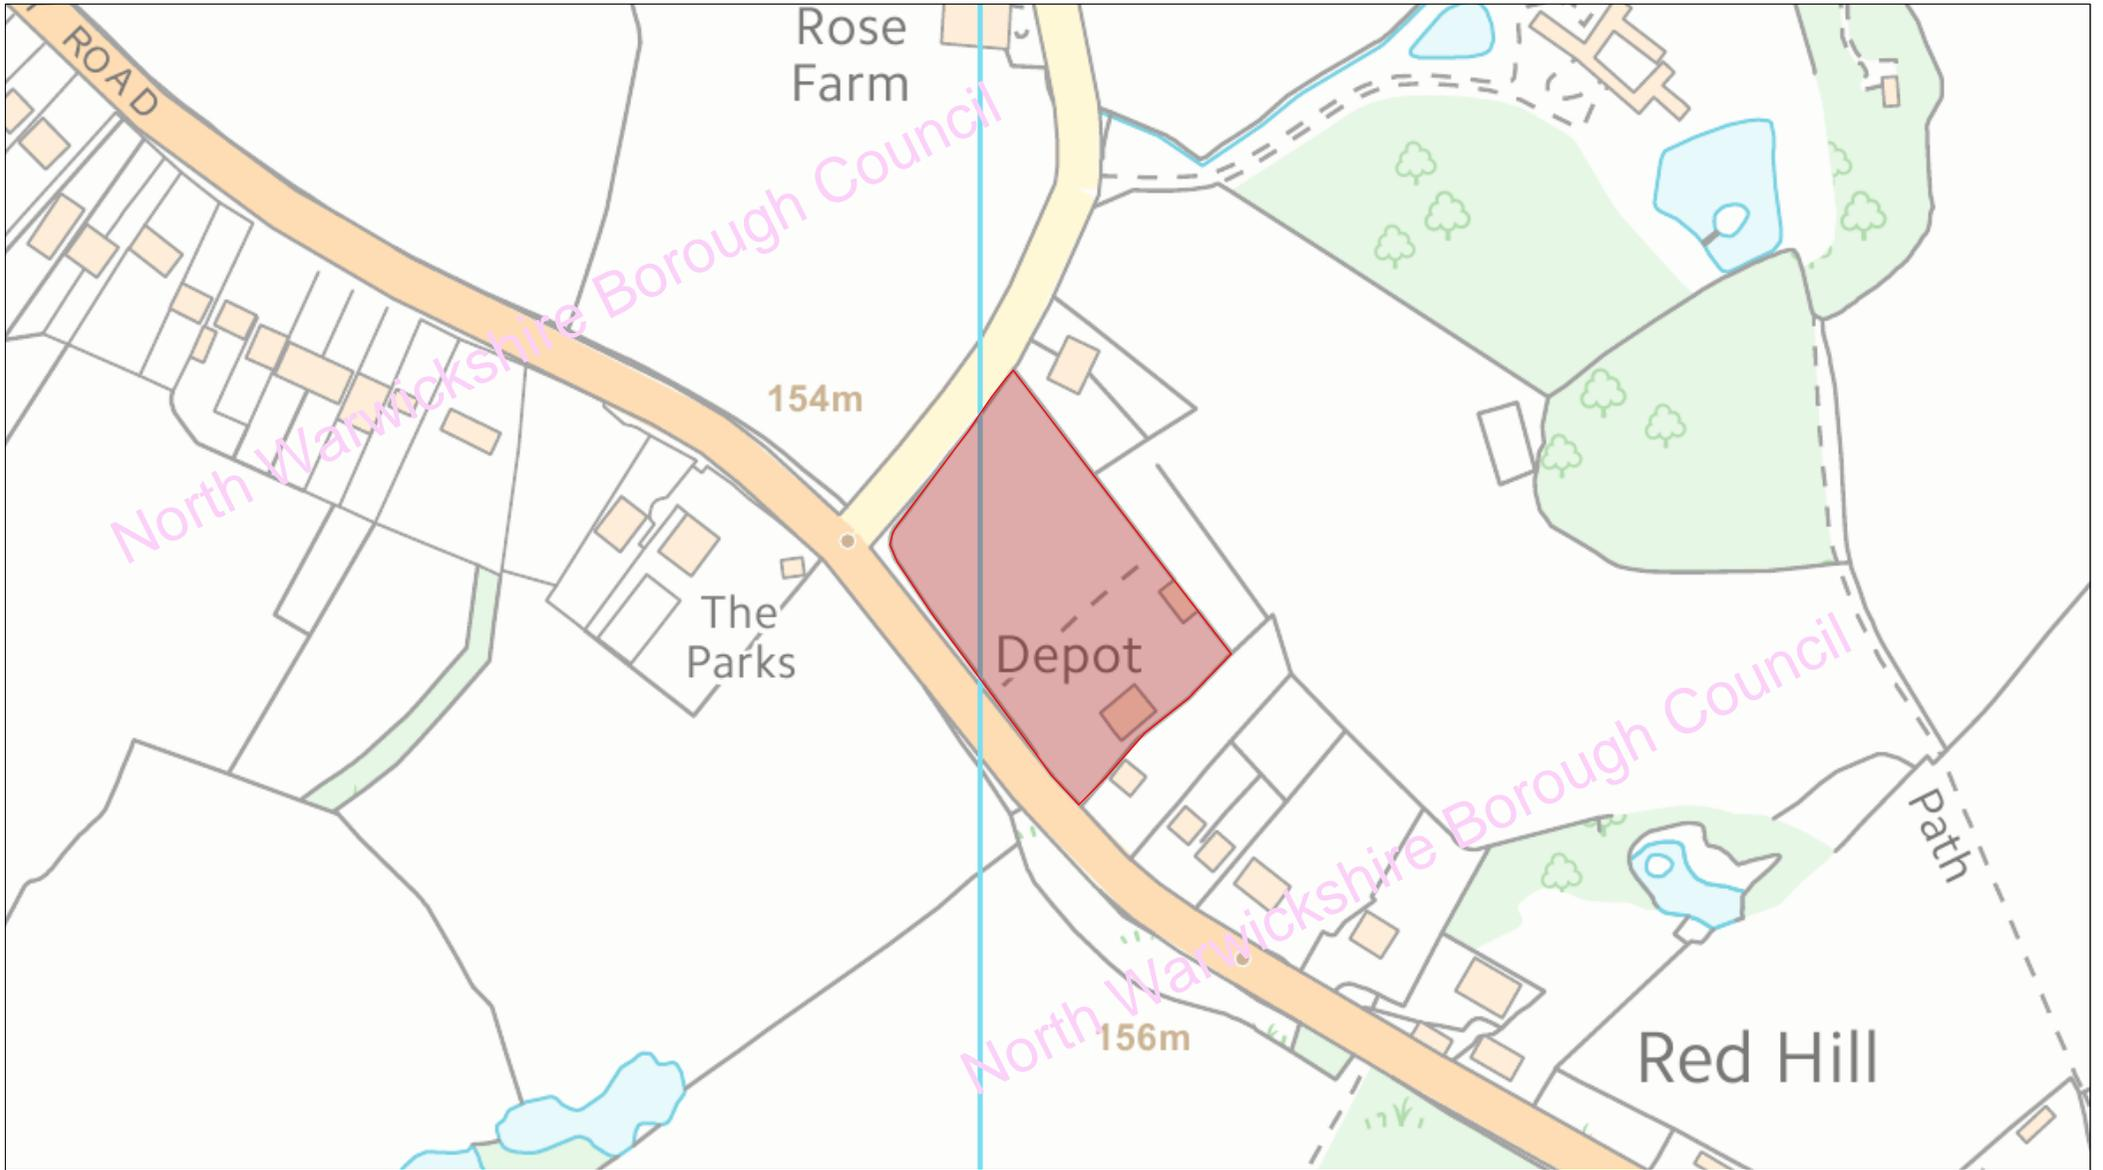 ROAD
Rose
Farm
North Warwickshire Borough Council
154m
The
Parks
Depot
North Warwickshire Borough Council
Path
156m
Red Hill